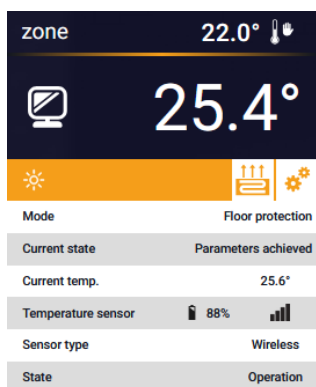 zone 22.0°
25.4°
Mode Floor protection
Current state Parameters achieved
Current temp. 25.6°
Temperature sensor 88%
Sensor type Wireless
State Operation